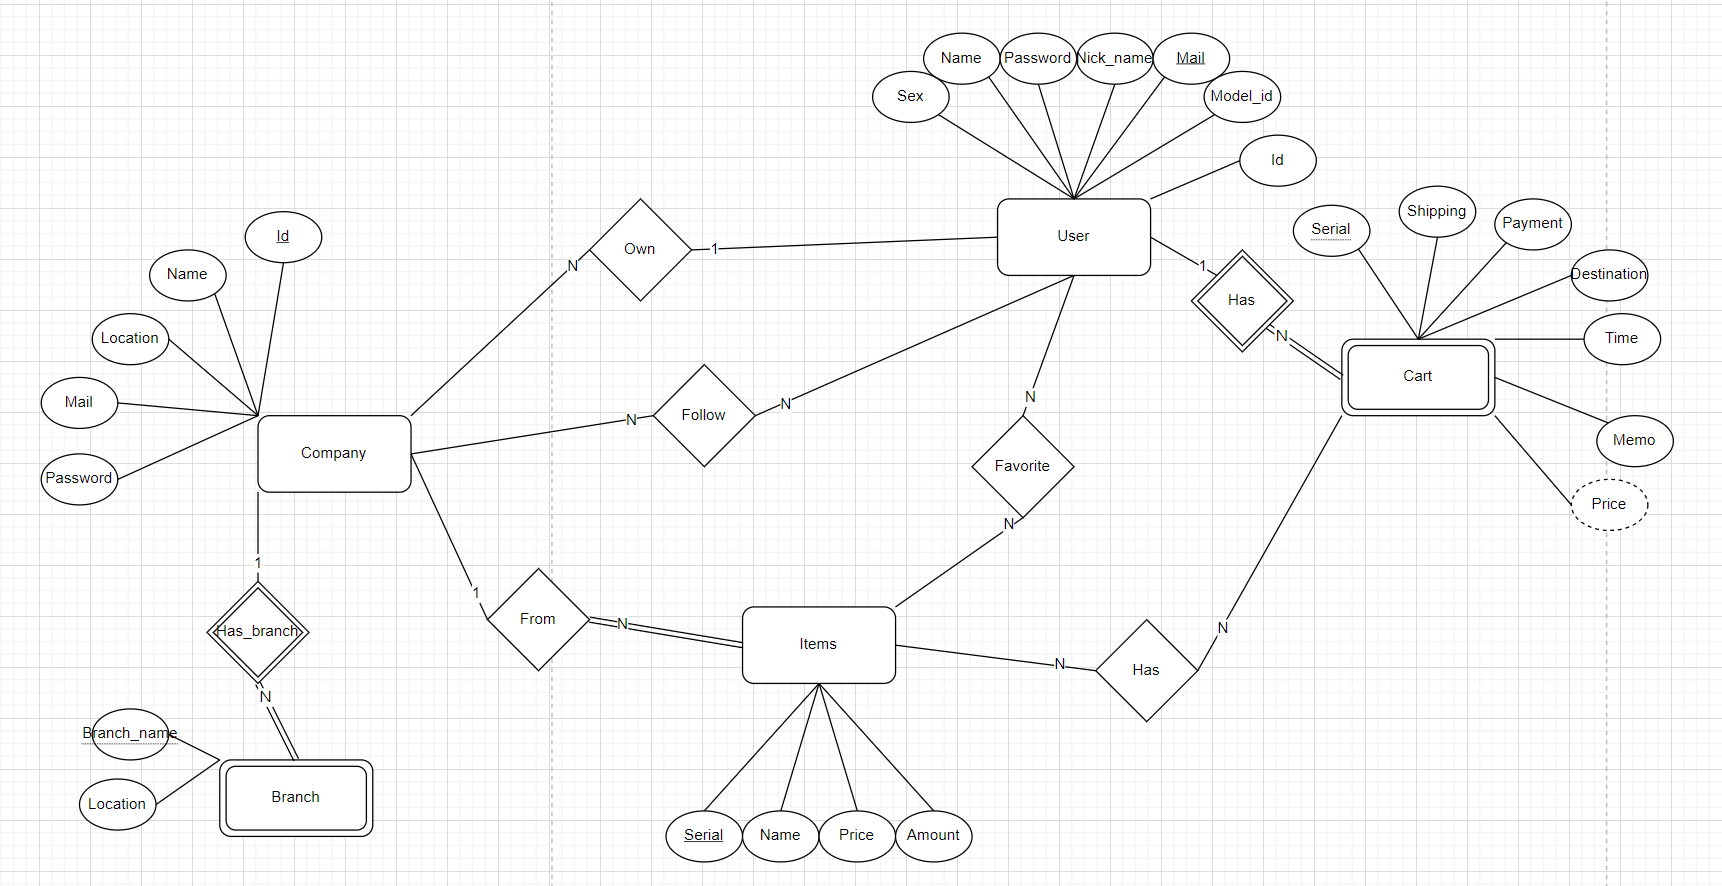 Name
Password
Nick_name
Mail
Sex
Model_id
Id
User
Serial
Shipping
Payment
Destination
Time
Memo
Price
Cart
1
Has
N
Own
1
N
Id
Name
Location
Mail
Password
Company
N
Follow
N
N
Favorite
N
1
From
N
Items
N
Has
N
1
Has_branch
N
Branch_name
Location
Branch
Serial
Name
Price
Amount